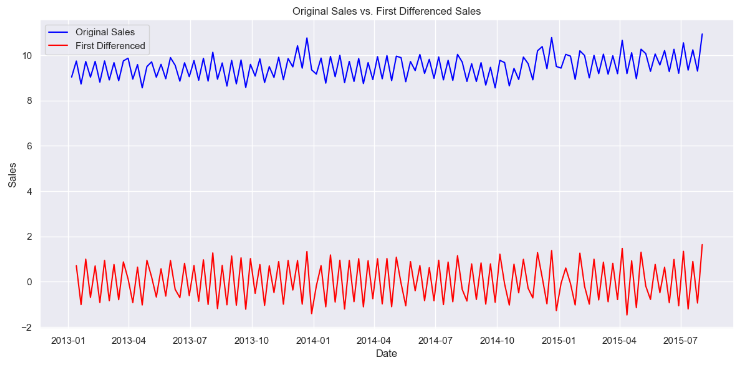 Original Sales vs. First Differenced Sales
Original Sales
First Differenced
10
8
6
4
2
0
−2
Sales
2013-01 2013-04 2013-07 2013-10 2014-01 2014-04 2014-07 2014-10 2015-01 2015-04 2015-07
Date